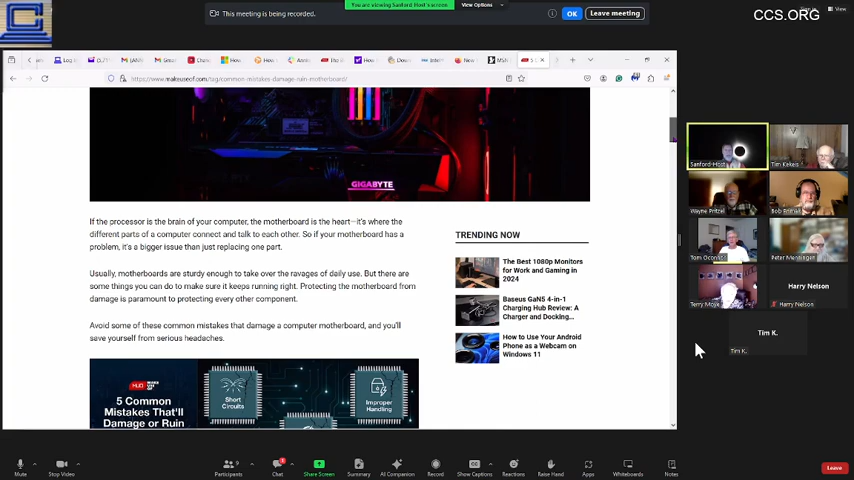 You are viewing Sanford-Host's screen
View Options
This meeting is being recorded.
OK
Leave meeting
CCS.ORG
View
https://www.makeuseof.com/tag/common-mistakes-damage-ruin-motherboard/
GIGABYTE
If the processor is the brain of your computer, the motherboard is the heart—it's where the
different parts of a computer connect and talk to each other. So if your motherboard has a
problem, it's a bigger issue than just replacing one part.
Usually, motherboards are sturdy enough to take over the ravages of daily use. But there are
some things you can do to make sure it keeps running right. Protecting the motherboard from
damage is paramount to protecting every other component.
Avoid some of these common mistakes that damage a computer motherboard, and you'll
save yourself from serious headaches.
5 Common
Mistakes That'll
Damage or Ruin
Short
Circuits
Improper
Handling
TRENDING NOW
The Best 1080p Monitors
for Work and Gaming in
2024
Baseus GaN5 4-in-1
Charging Hub Review: A
Charger and Docking...
How to Use Your Android
Phone as a Webcam on
Windows 11
Sanford-Host
Tim Kekeis
Wayne Pritzel
Tom Oconnor
Peter Meiningen
Terry Moye
Harry Nelson
Harry Nelson
Tim K.
Tim K.
Mute
Stop Video
Participants
9
Chat
Share Screen
Summary
AI Companion
Record
Show Captions
Reactions
Raise Hand
Apps
Whiteboards
Notes
Leave